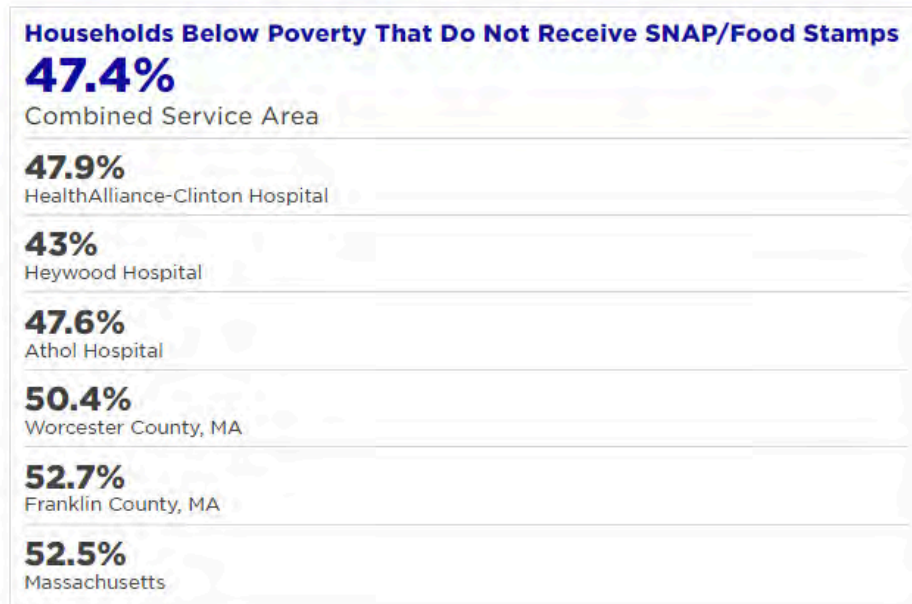 Households Below Poverty That Do Not Receive SNAP/Food Stamps
47.4%
Combined Service Area
47.9%
HealthAlliance-Clinton Hospital
43%
Heywood Hospital
47.6%
Athol Hospital
50.4%
Worcester County, MA
52.7%
Franklin County, MA
52.5%
Massachusetts